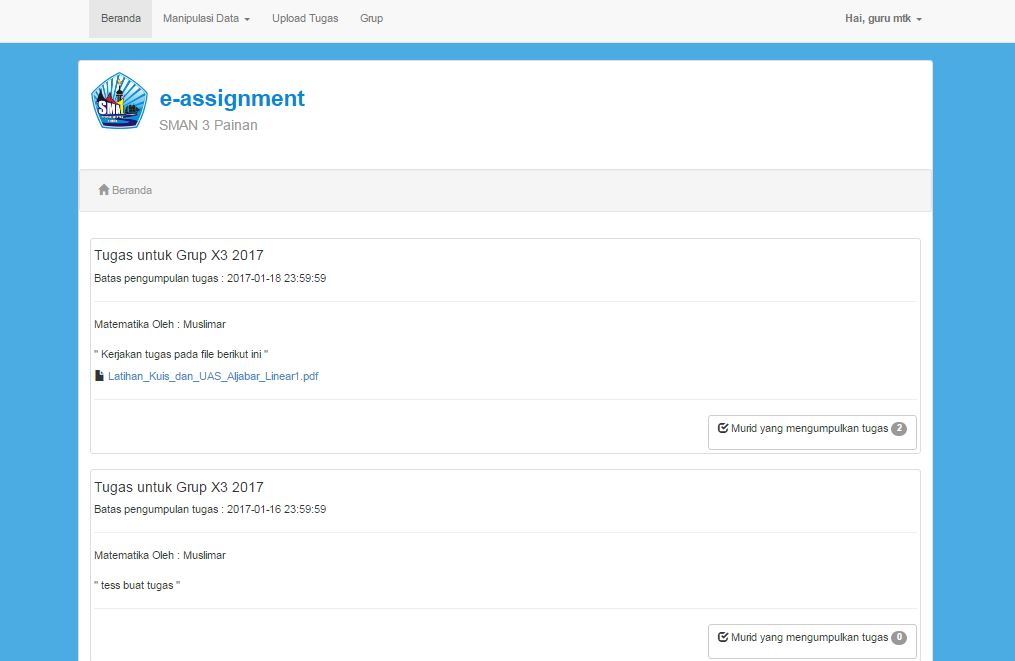 Beranda Manipulasi Data Upload Tugas Grup Hai, guru mtk
SMA
e-assignment
SMAN 3 Painan
Beranda
Tugas untuk Grup X3 2017
Batas pengumpulan tugas : 2017-01-18 23:59:59
Matematika Oleh : Muslimar
" Kerjakan tugas pada file berikut ini "
Latihan_Kuis_dan_UAS_Aljabar_Linear1.pdf
Murid yang mengumpulkan tugas 2
Tugas untuk Grup X3 2017
Batas pengumpulan tugas : 2017-01-16 23:59:59
Matematika Oleh : Muslimar
" tess buat tugas "
Murid yang mengumpulkan tugas 0